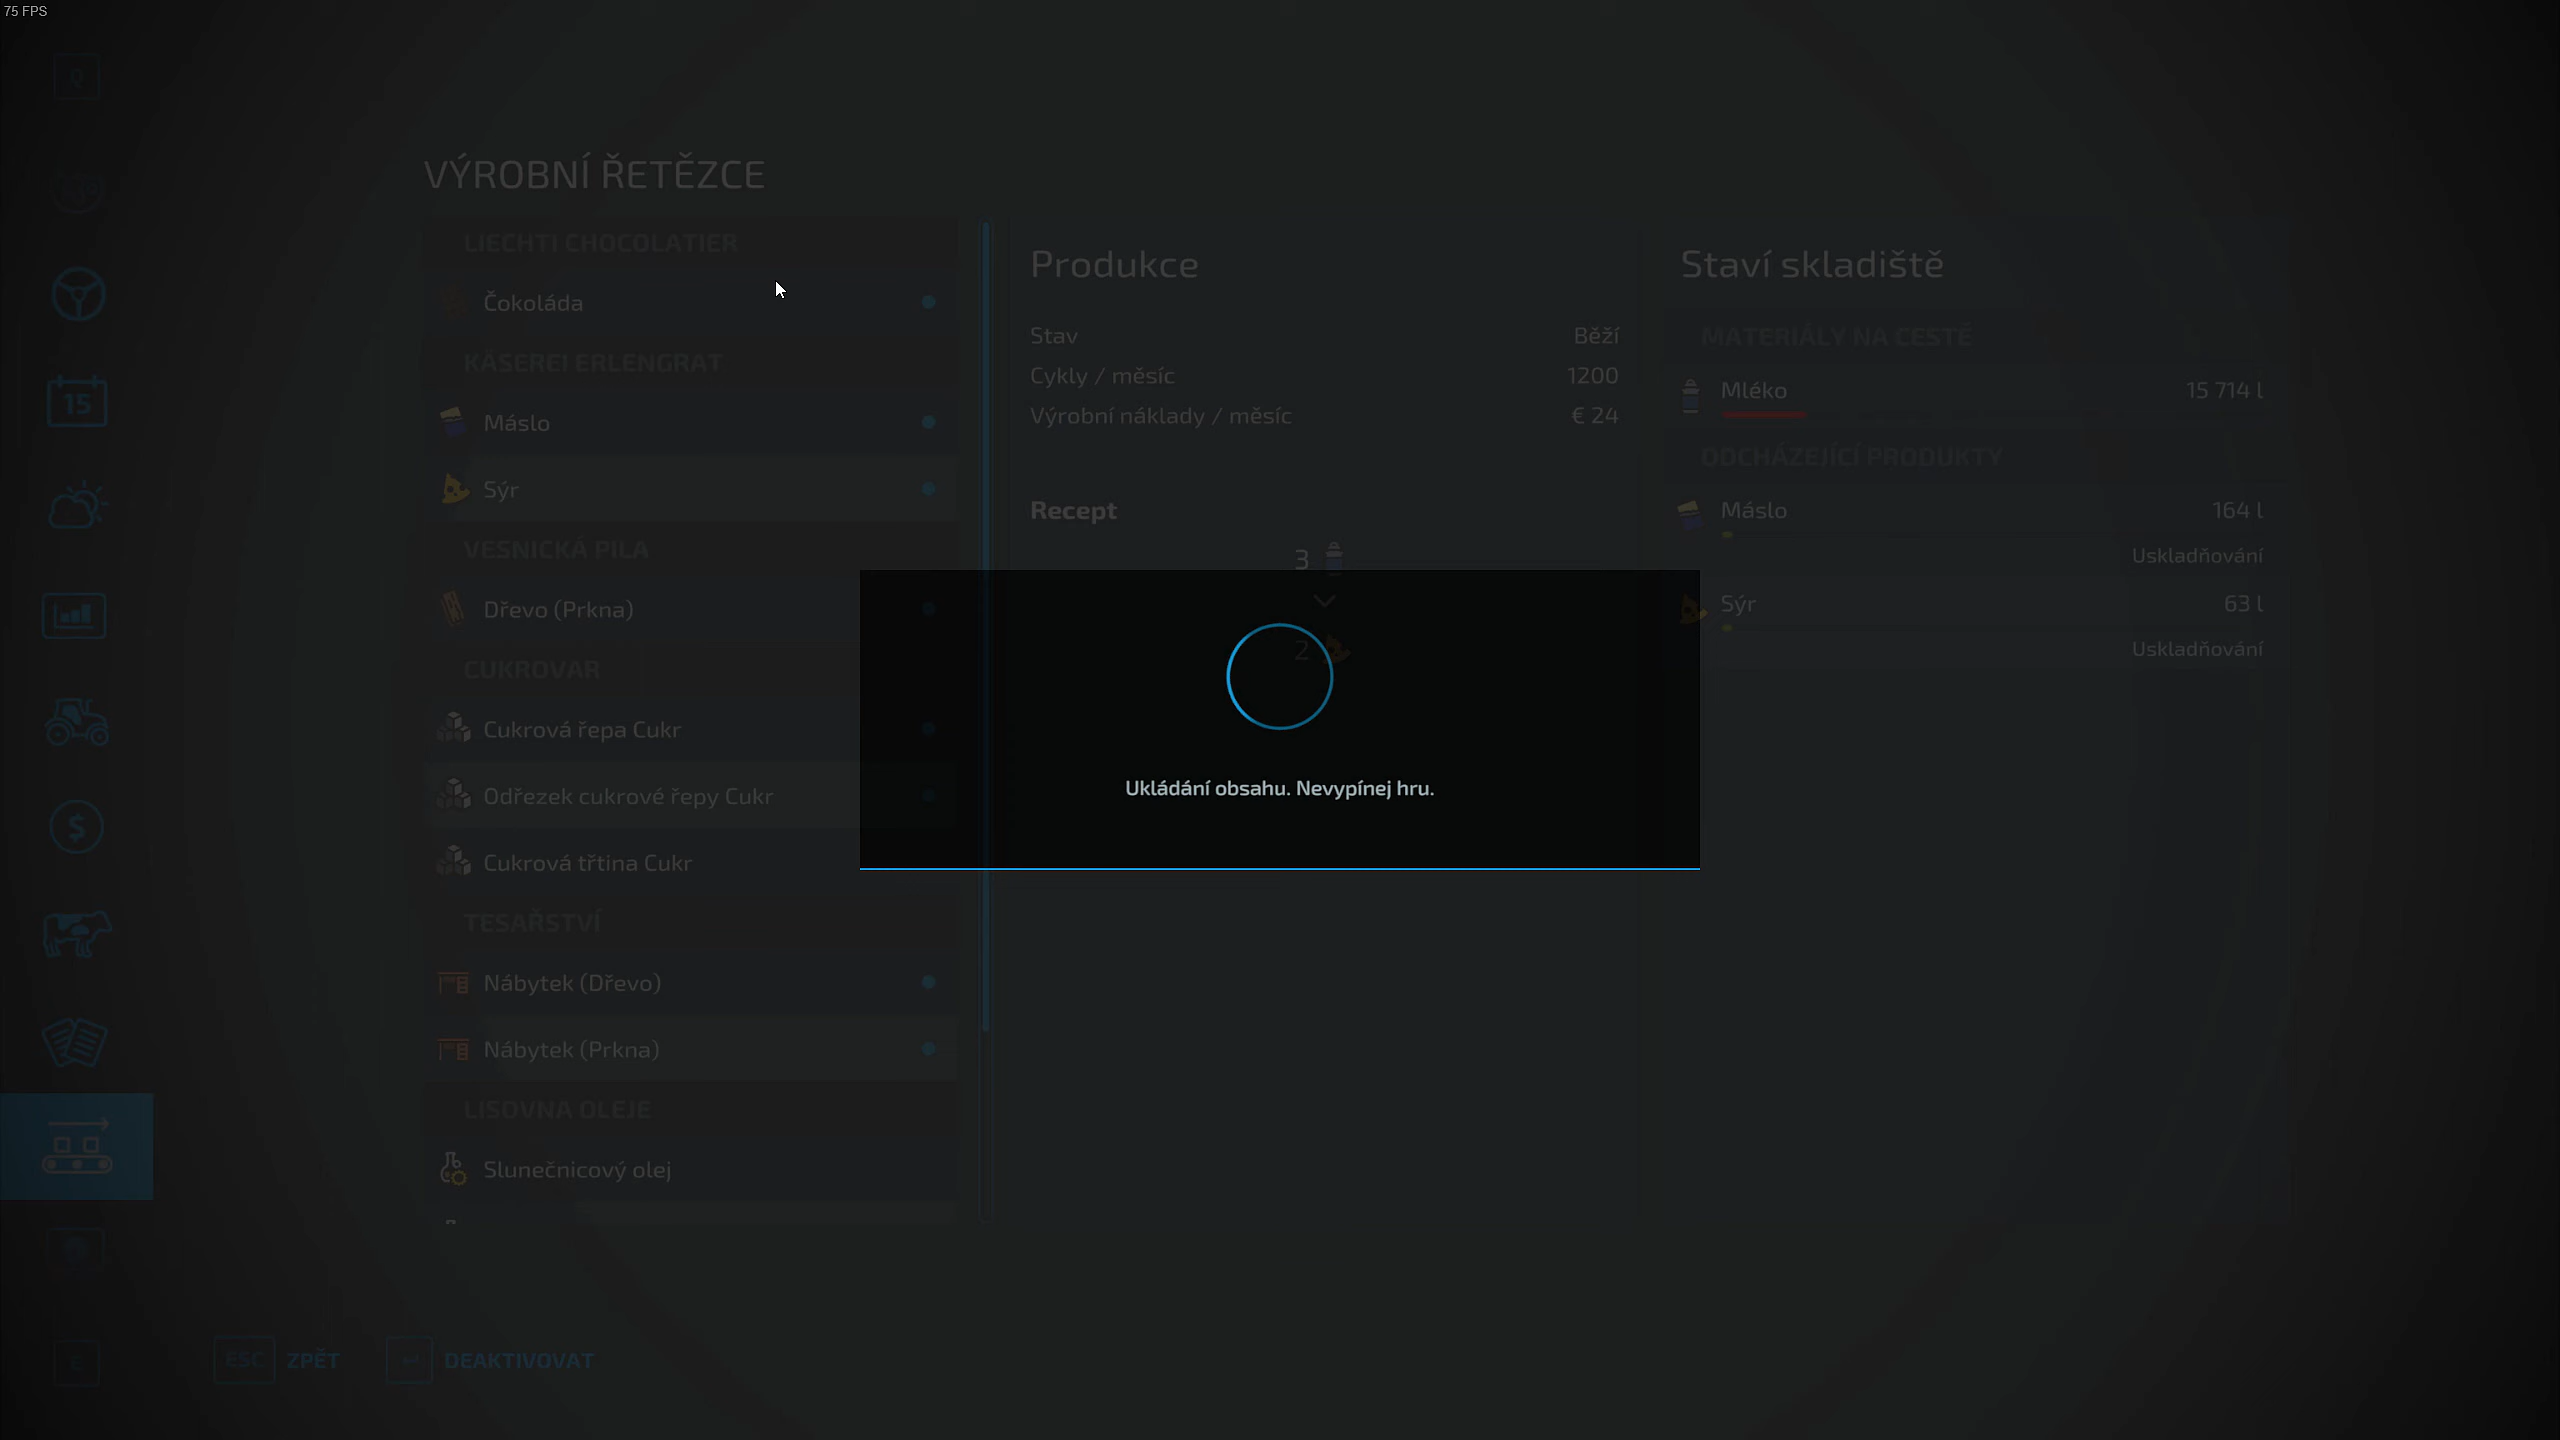 75 FPS
Q
VÝROBNÍ ŘETĚZCE
LIECHTI CHOCOLATIER
Čokoláda
KÄSEREI ERLENGRAT
Máslo
Sýr
VESNICKÁ PILA
Dřevo (Prkna)
CUKROVAR
Cukrová řepa Cukr
Odřezek cukrové řepy Cukr
Cukrová třtina Cukr
TESAŘSTVÍ
Nábytek (Dřevo)
Nábytek (Prkna)
LISOVNA OLEJE
Slunečnicový olej
Produkce
Stav Běží
Cykly / měsíc 1200
Výrobní náklady / měsíc € 24
Recept
3
2
Staví skladiště
MATERIÁLY NA CESTĚ
Mléko 15 714 l
ODCHÁZEJÍCÍ PRODUKTY
Máslo 164 l
Uskladňování
Sýr 63 l
Uskladňování
Ukládání obsahu. Nevypínej hru.
15
$
E
ESC ZPĚT
DEAKTIVOVAT